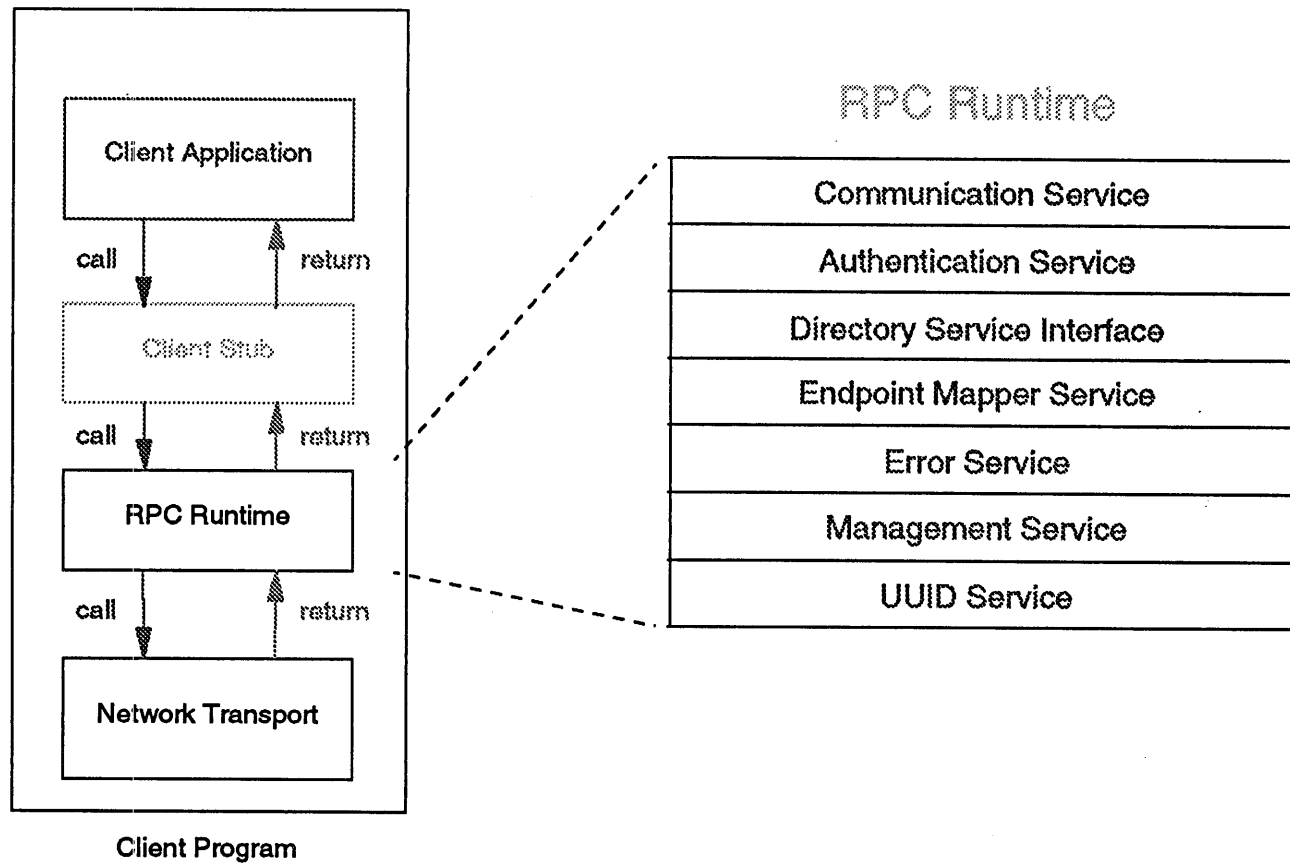 Client Application
call
return
Client Stub
call
return
RPC Runtime
call
return
Network Transport
Client Program
RPC Runtime
Communication Service
Authentication Service
Directory Service Interface
Endpoint Mapper Service
Error Service
Management Service
UUID Service